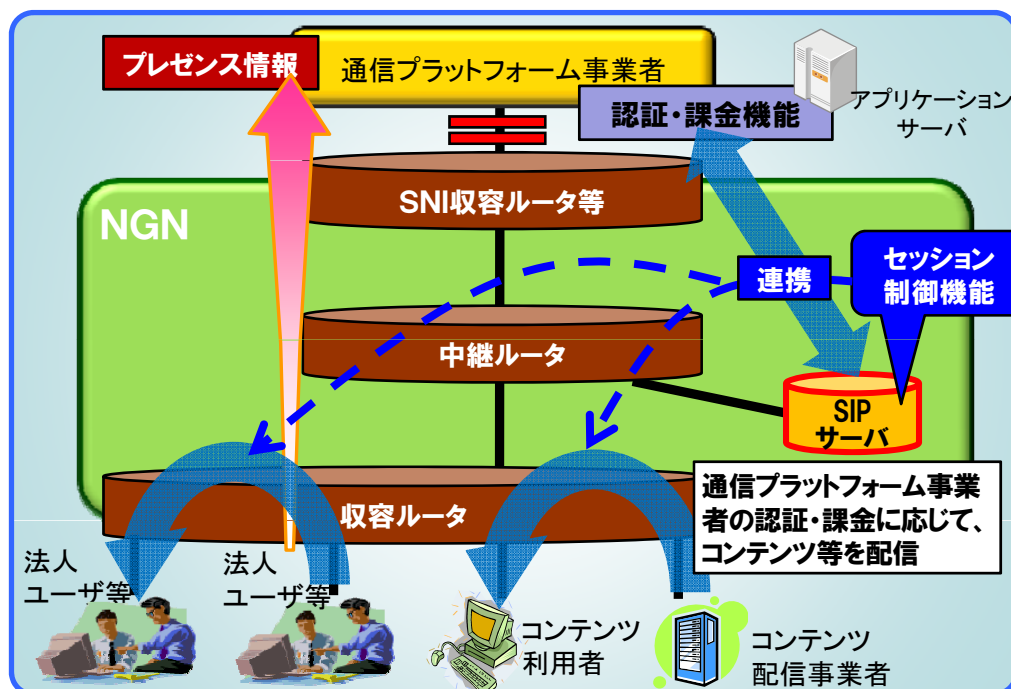 プレゼンス情報
通信プラットフォーム事業者
認証・課金機能
アプリケーション
サーバ
SNI収容ルータ等
NGN
セッション
制御機能
連携
中継ルータ
SIP
サーバ
通信プラットフォーム事業
者の認証・課金に応じて、
コンテンツ等を配信
収容ルータ
法人
ユーザ等
法人
ユーザ等
コンテンツ
利用者
コンテンツ
配信事業者